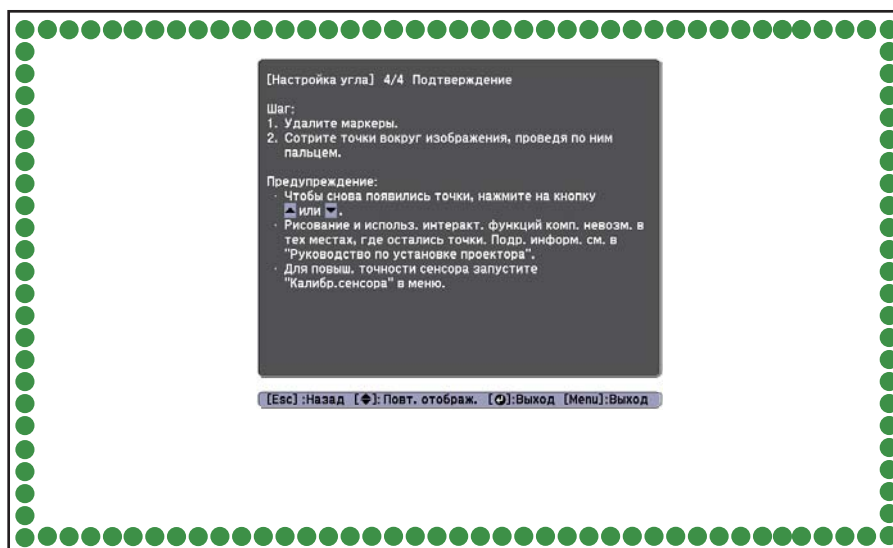 [Настройка угла] 4/4 Подтверждение
Шаг:
1. Удалите маркеры.
2. Сотрите точки вокруг изображения, проведя по ним
пальцем.
Предупреждение:
· Чтобы снова появились точки, нажмите на кнопку
▲ или ▼.
· Рисование и использ. интеракт. функций комп. невозм. в
тех местах, где остались точки. Подр. информ. см. в
"Руководство по установке проектора".
· Для повыш. точности сенсора запустите
"Калибр.сенсора" в меню.
[Esc] :Назад [◆]: Повт. отображ. [⏎]:Выход [Menu]:Выход